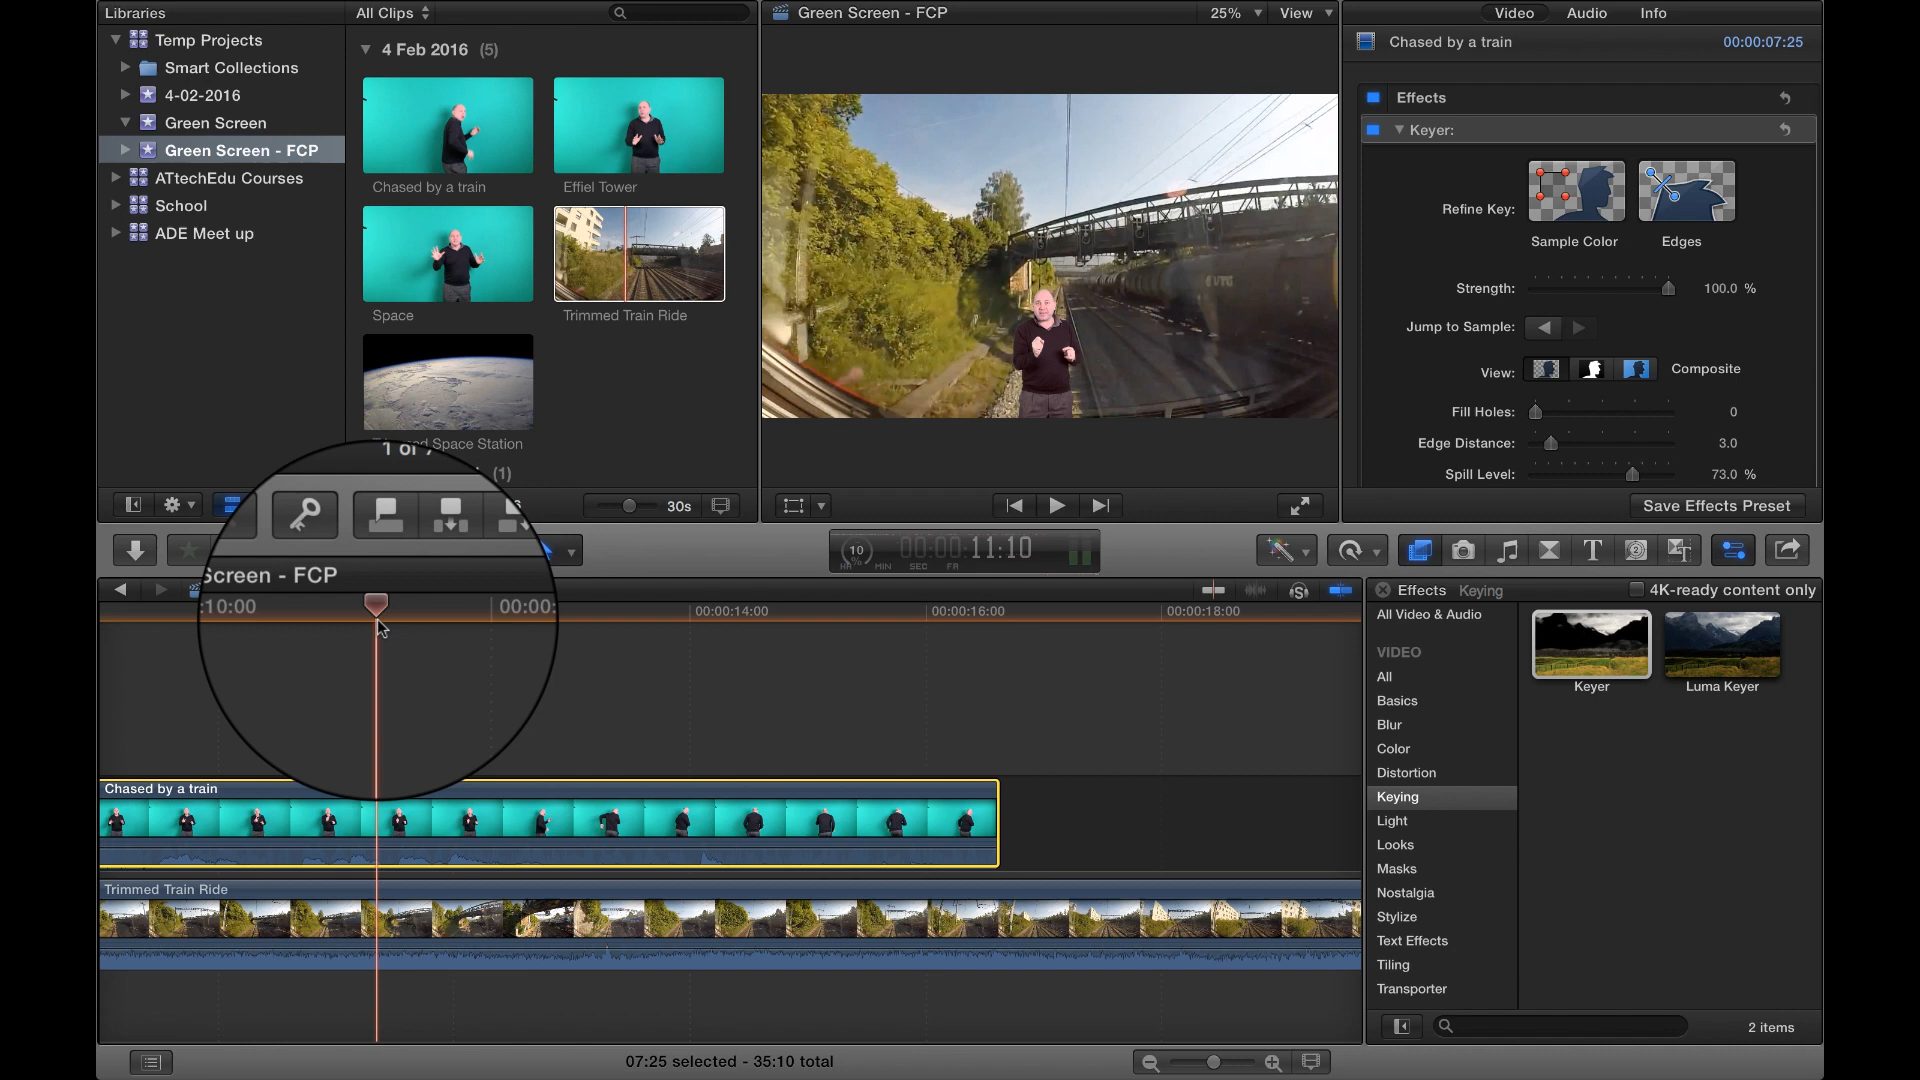 Libraries
All Clips
Green Screen - FCP
25%
View
Video
Audio
Info
Temp Projects
Smart Collections
4-02-2016
Green Screen
Green Screen - FCP
ATtechEdu Courses
School
ADE Meet up
4 Feb 2016 (5)
Chased by a train
Effiel Tower
Space
Trimmed Train Ride
Space Station
(1)
30s
Chased by a train
00:00:07:25
Effects
Keyer:
Refine Key:
Sample Color
Edges
Strength:
100.0 %
Jump to Sample:
View:
Composite
Fill Holes:
0
Edge Distance:
3.0
Spill Level:
73.0 %
Save Effects Preset
10
%
00:00:11:10
HR MIN SEC FR
Screen - FCP
:10:00
00:00:
00:00:14:00
00:00:16:00
00:00:18:00
Chased by a train
Trimmed Train Ride
Effects
Keying
4K-ready content only
All Video & Audio
VIDEO
All
Basics
Blur
Color
Distortion
Keying
Light
Looks
Masks
Nostalgia
Stylize
Text Effects
Tiling
Transporter
Keyer
Luma Keyer
2 items
07:25 selected - 35:10 total